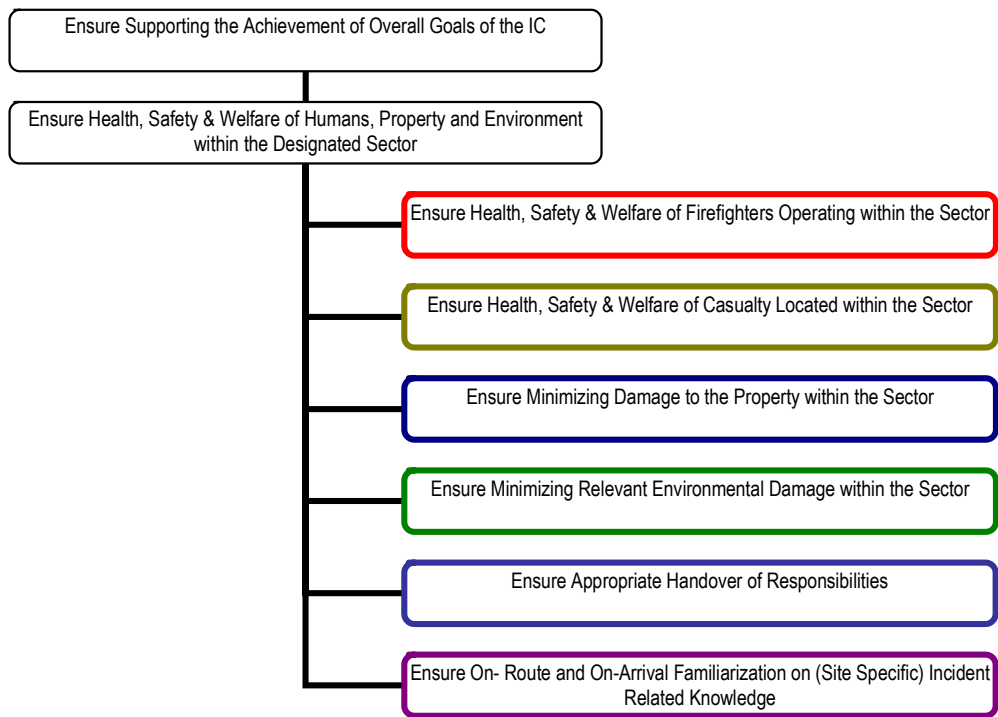 Ensure Supporting the Achievement of Overall Goals of the IC
Ensure Health, Safety & Welfare of Humans, Property and Environment
within the Designated Sector
Ensure Health, Safety & Welfare of Firefighters Operating within the Sector
Ensure Health, Safety & Welfare of Casualty Located within the Sector
Ensure Minimizing Damage to the Property within the Sector
Ensure Minimizing Relevant Environmental Damage within the Sector
Ensure Appropriate Handover of Responsibilities
Ensure On- Route and On-Arrival Familiarization on (Site Specific) Incident
Related Knowledge